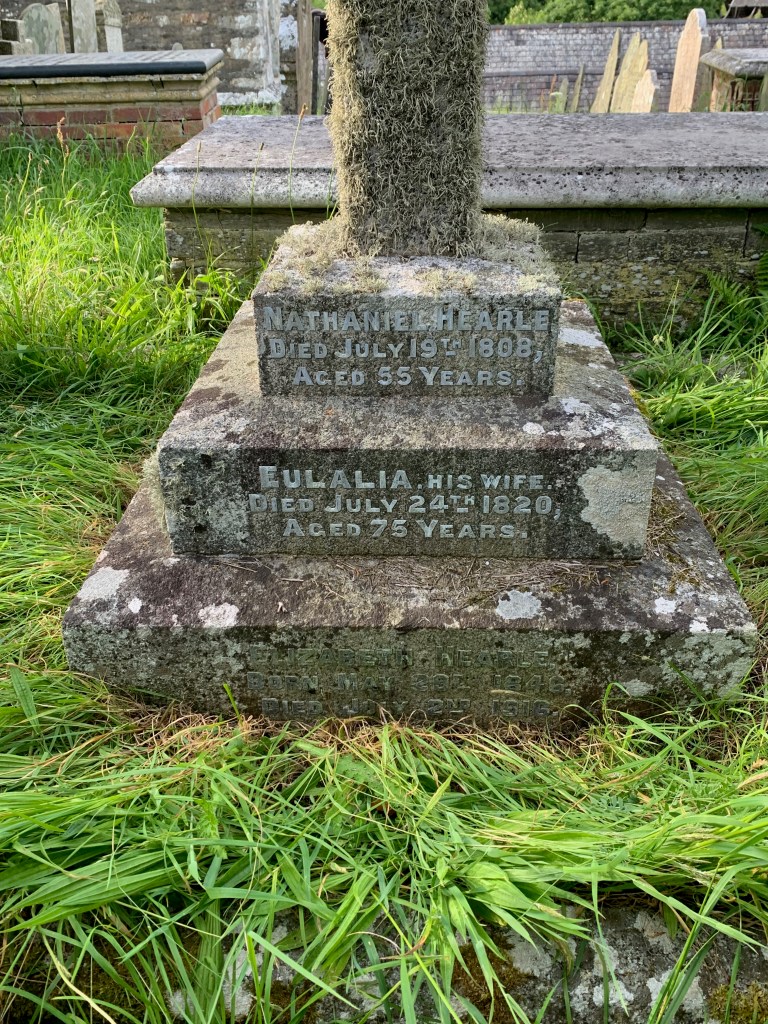 NATHANIEL HEARLE
DIED JULY 19TH 1808,
AGED 55 YEARS.
EULALIA, HIS WIFE.
DIED JULY 24TH 1820,
AGED 75 YEARS.
ELIZABETH HEARLE
BORN MAY
DIED JULY 1916